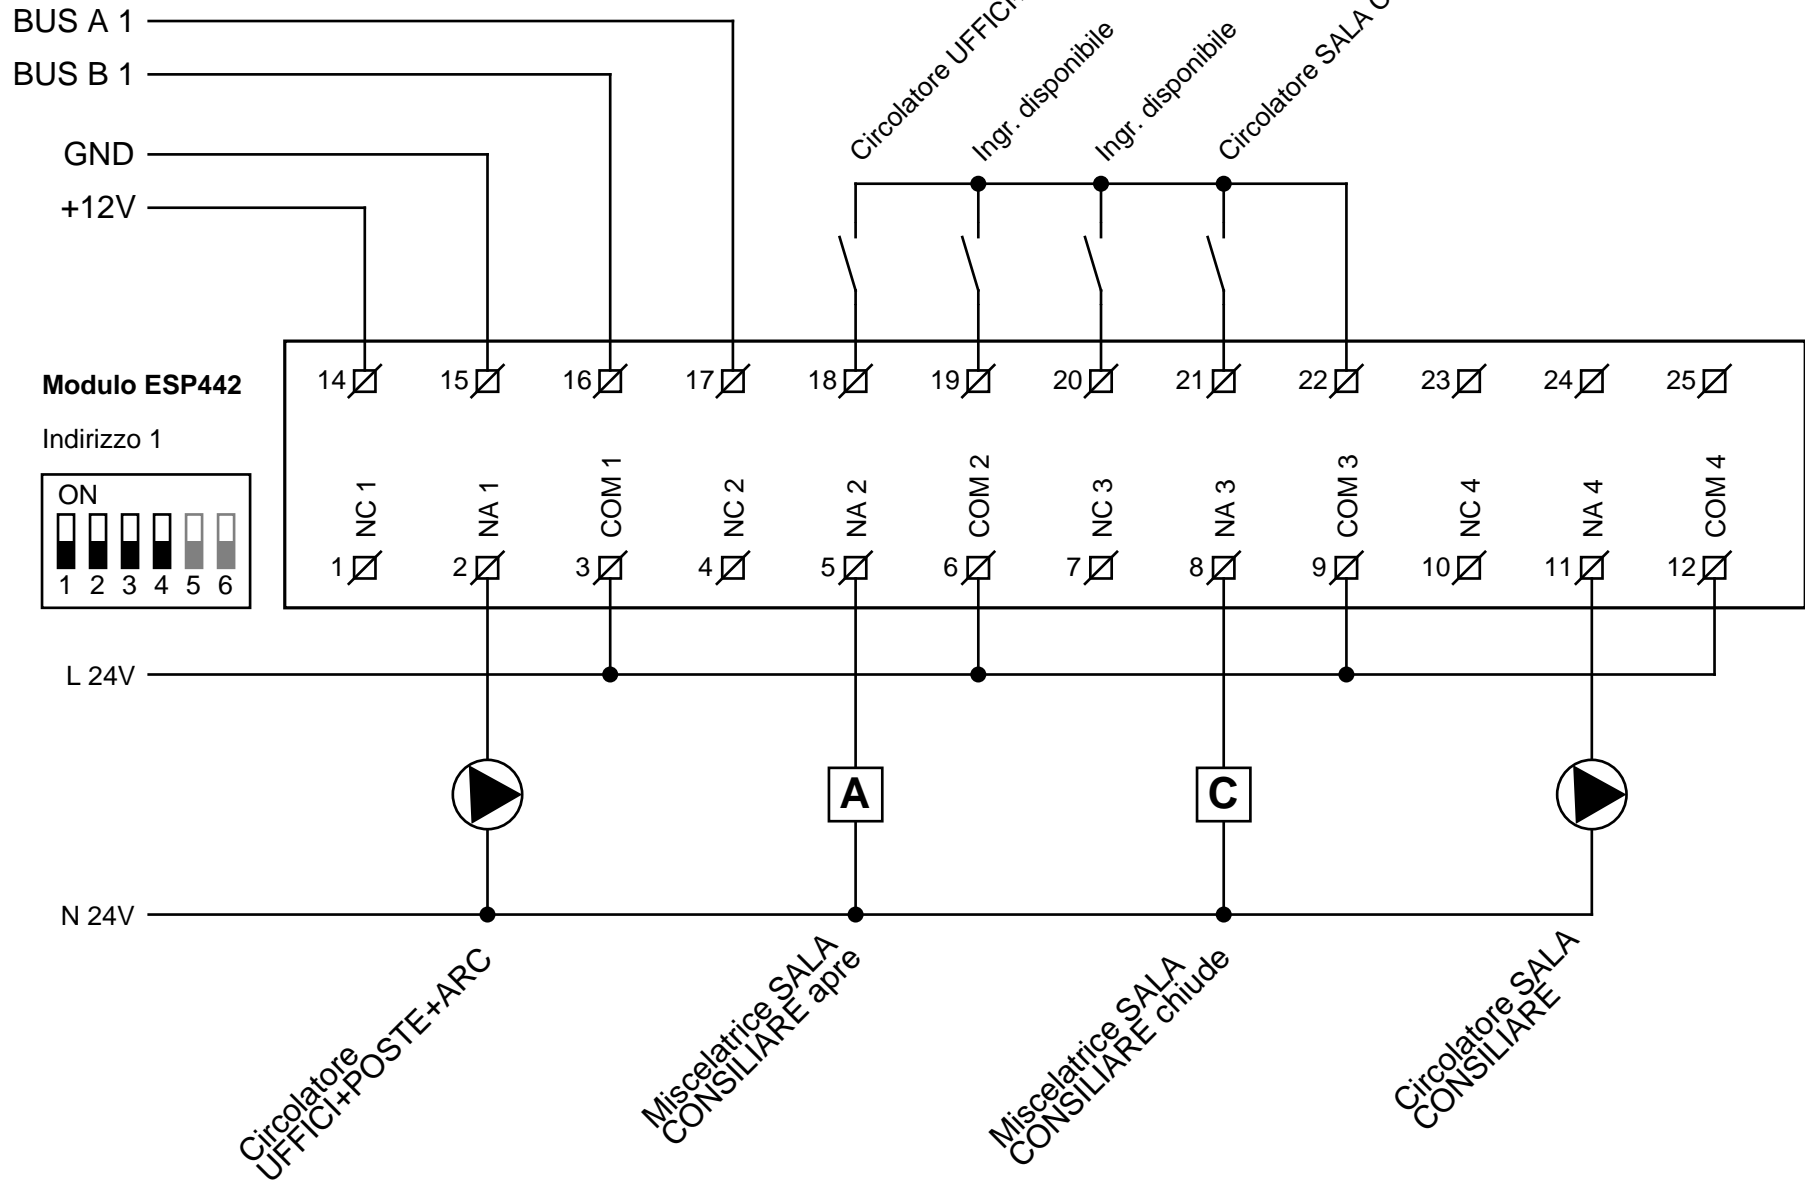 BUS A 1
BUS B 1
GND
+12V
Circolatore
Ingr. disponibile
Ingr. disponibile
Circolatore SALA
Modulo ESP442
Indirizzo 1
ON
1 2 3 4 5 6
14 15 16 17 18 19 20 21 22 23 24 25
NC 1 NA 1 COM 1 NC 2 NA 2 COM 2 NC 3 NA 3 COM 3 NC 4 NA 4 COM 4
1 2 3 4 5 6 7 8 9 10 11 12
L 24V
A
C
N 24V
Circolatore
UFFICI+POSTE+ARC
Miscelatrice SALA
CONSILIARE apre
Miscelatrice SALA
CONSILIARE chiude
Circolatore SALA
CONSILIARE